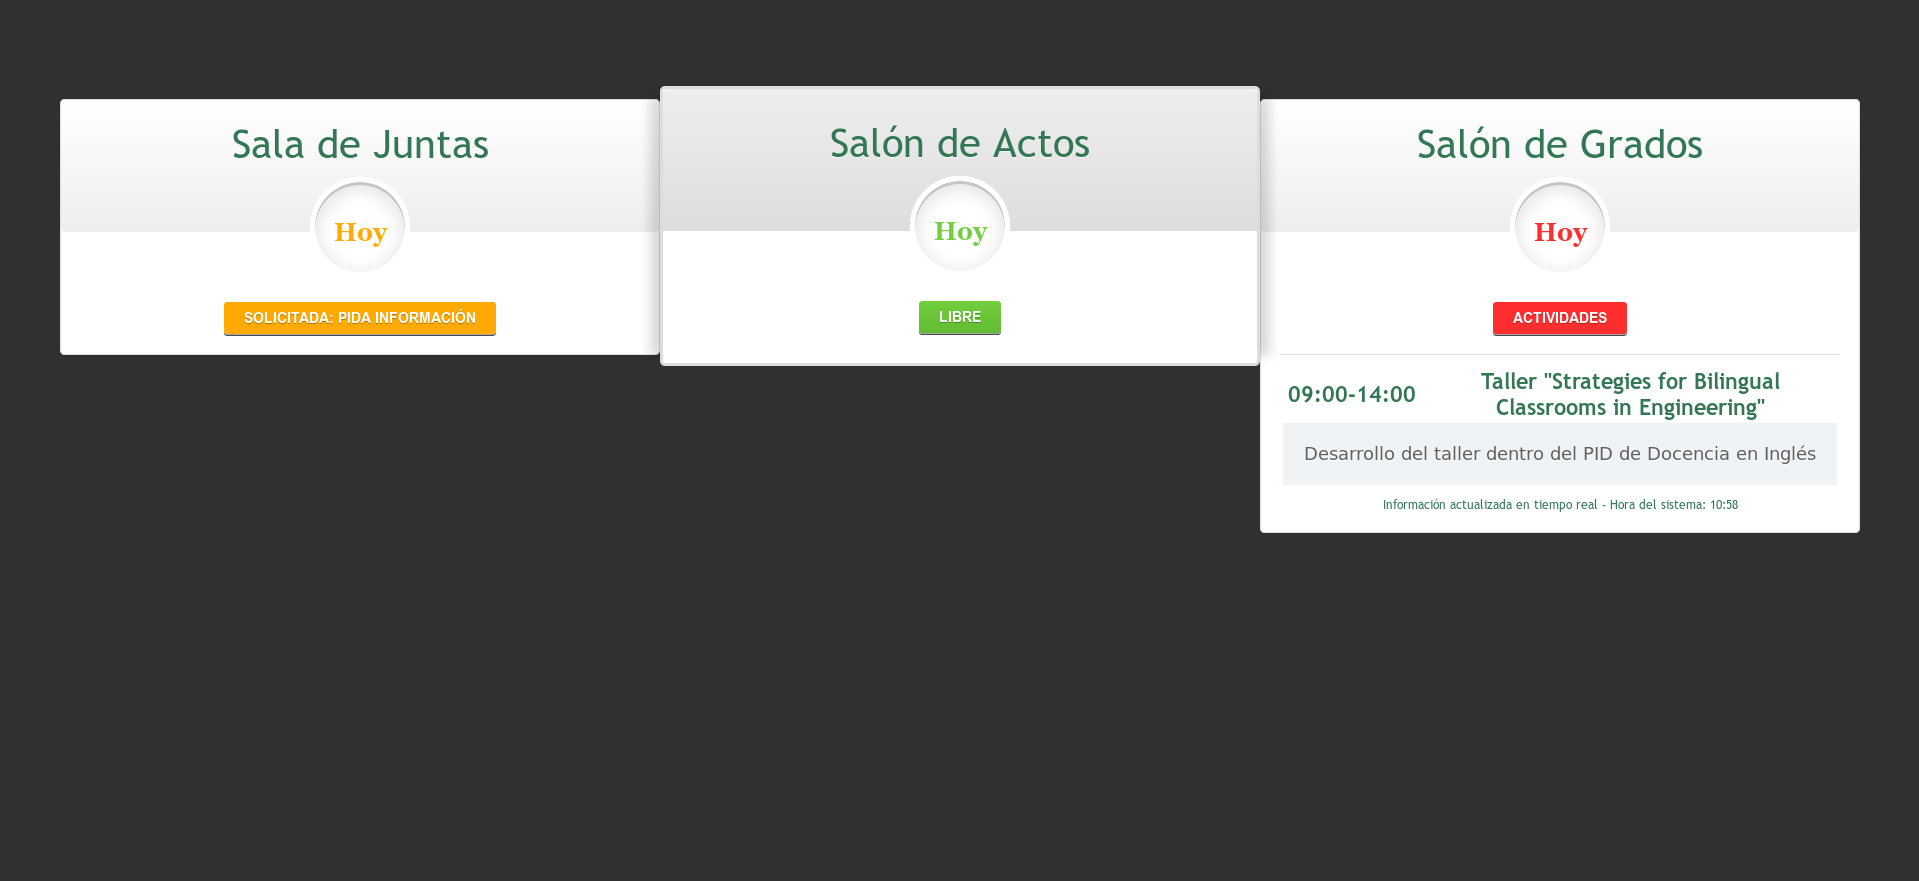 Sala de Juntas
Hoy
SOLICITADA: PIDA INFORMACIÓN
Salón de Actos
Hoy
LIBRE
Salón de Grados
Hoy
ACTIVIDADES
09:00-14:00
Taller "Strategies for Bilingual
Classrooms in Engineering"
Desarrollo del taller dentro del PID de Docencia en Inglés
Información actualizada en tiempo real - Hora del sistema: 10:58